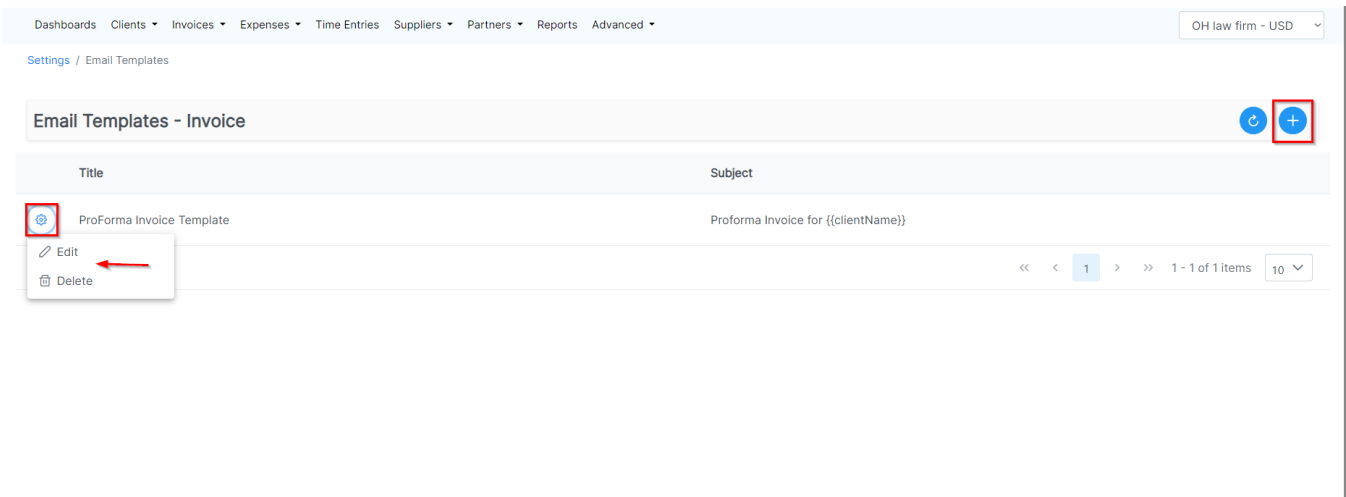 Dashboards Clients Invoices Expenses Time Entries Suppliers Partners Reports Advanced OH law firm - USD
Settings / Email Templates
Email Templates - Invoice
Title Subject
ProForma Invoice Template Proforma Invoice for {{clientName}}
Edit
1 1 - 1 of 1 items 10
Delete